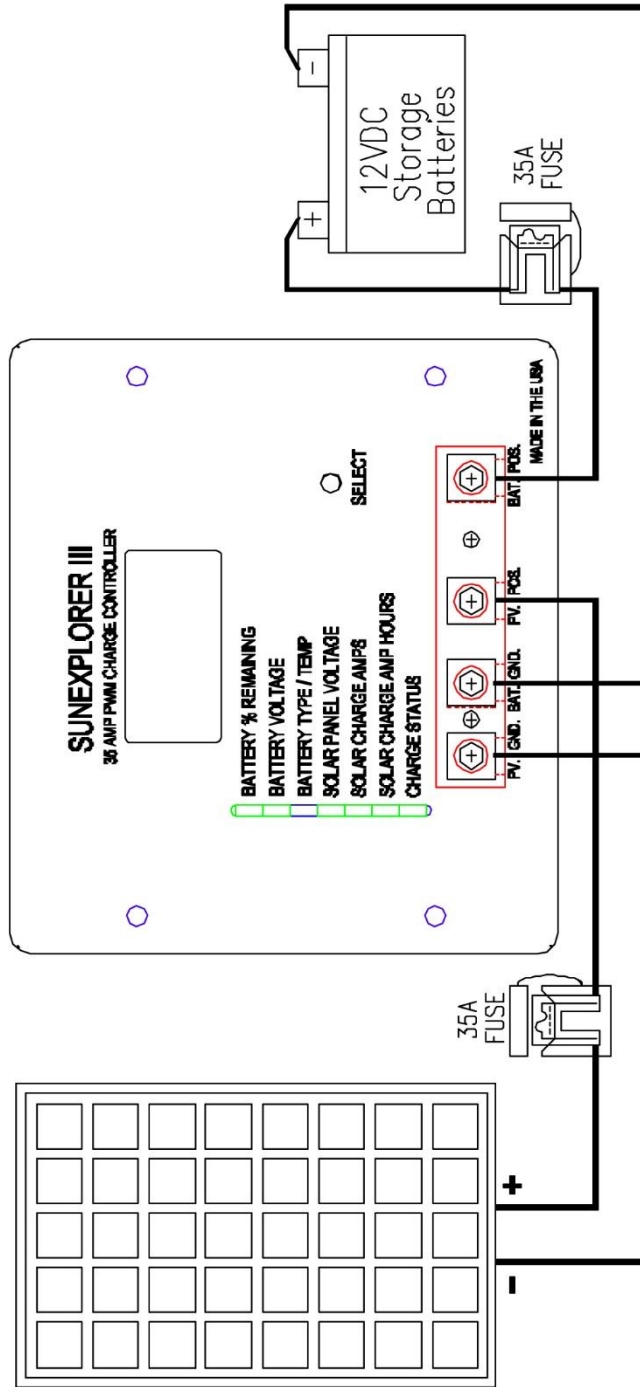 SUNEXPLORER III
35 AMP PWM CHARGE CONTROLLER
BATTERY % REMAINING
BATTERY VOLTAGE
BATTERY TYPE / TEMP
SOLAR PANEL VOLTAGE
SOLAR CHARGE AMPS
SOLAR CHARGE AMP HOURS
CHARGE STATUS
SELECT
PV. GND. BAT. GND. PV. POS. BAT. POS.
MADE IN THE USA
35A
FUSE
- +
+ -
12VDC
Storage
Batteries
35A
FUSE